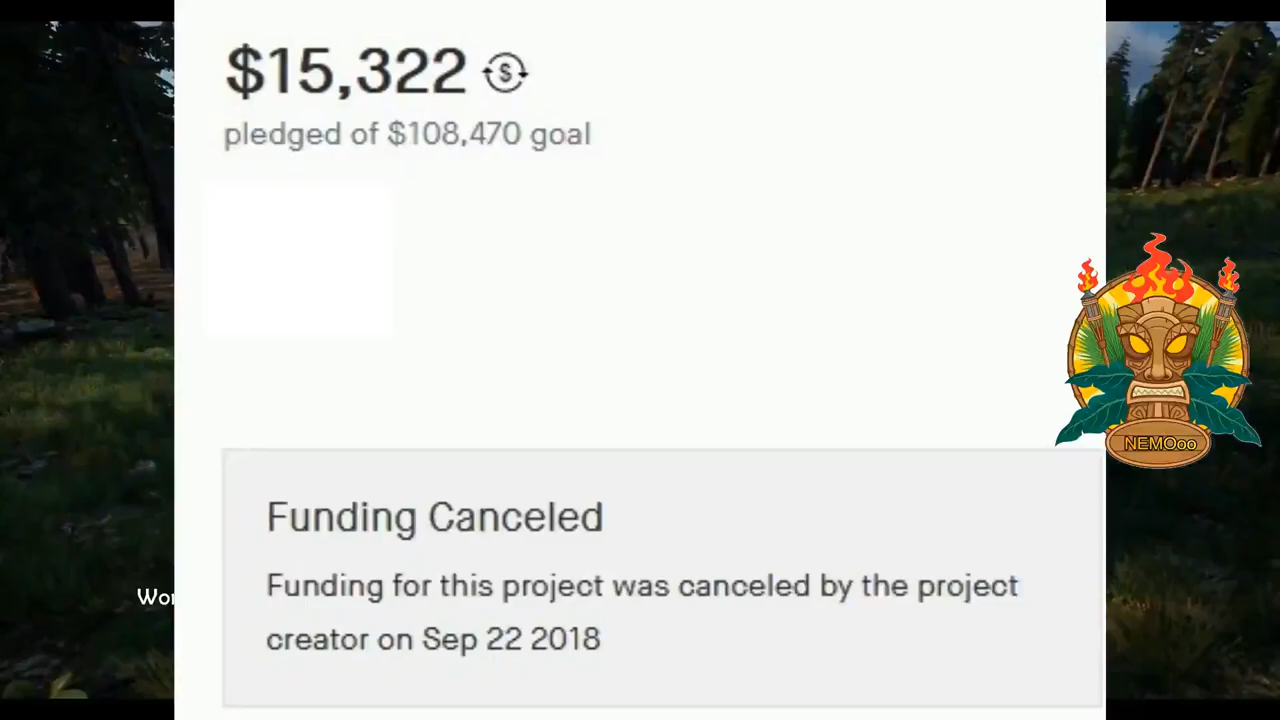 $15,322
pledged of $108,470 goal
NEMOoo
Funding Canceled
Funding for this project was canceled by the project
creator on Sep 22 2018
Wor